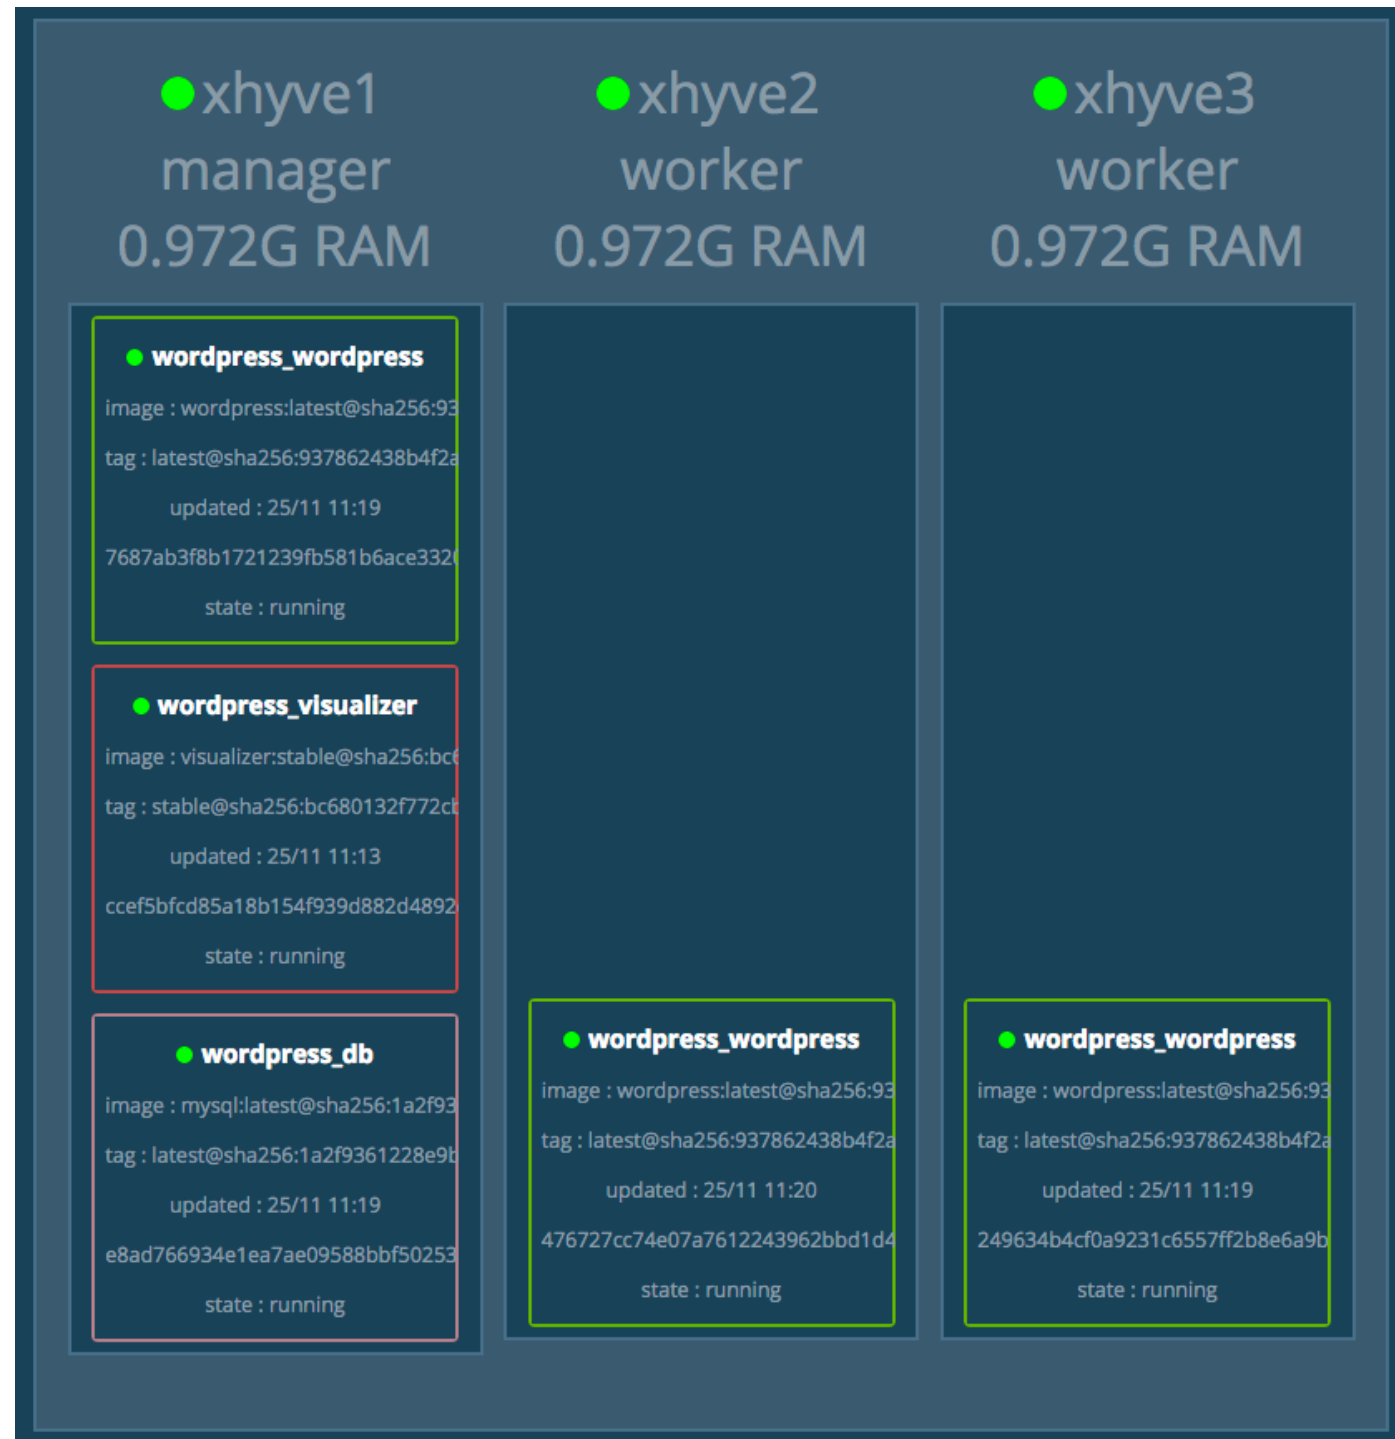 xhyve1
manager
0.972G RAM
wordpress_wordpress
image : wordpress:latest@sha256:93
tag : latest@sha256:937862438b4f2a
updated : 25/11 11:19
7687ab3f8b1721239fb581b6ace3320
state : running
wordpress_visualizer
image : visualizer:stable@sha256:bc6
tag : stable@sha256:bc680132f772cb
updated : 25/11 11:13
ccef5bfcd85a18b154f939d882d4892
state : running
wordpress_db
image : mysql:latest@sha256:1a2f93
tag : latest@sha256:1a2f9361228e9b
updated : 25/11 11:19
e8ad766934e1ea7ae09588bbf50253
state : running
xhyve2
worker
0.972G RAM
wordpress_wordpress
image : wordpress:latest@sha256:93
tag : latest@sha256:937862438b4f2a
updated : 25/11 11:20
476727cc74e07a7612243962bbd1d4
state : running
xhyve3
worker
0.972G RAM
wordpress_wordpress
image : wordpress:latest@sha256:93
tag : latest@sha256:937862438b4f2a
updated : 25/11 11:19
249634b4cf0a9231c6557ff2b8e6a9b
state : running